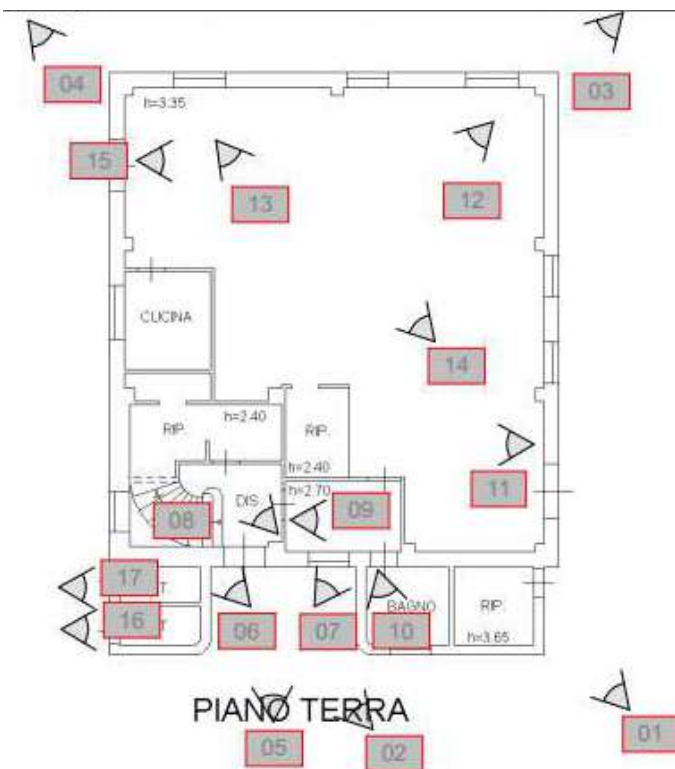 04
03
h=3.35
15
13
12
CUCINA
14
h=2.40
RIP.
RIP.
h=2.40
11
h=2.70
DIS
09
08
17
T
16
T
BAGNO
RIP.
06
07
10
h=3.65
PIANO TERRA
01
05
02